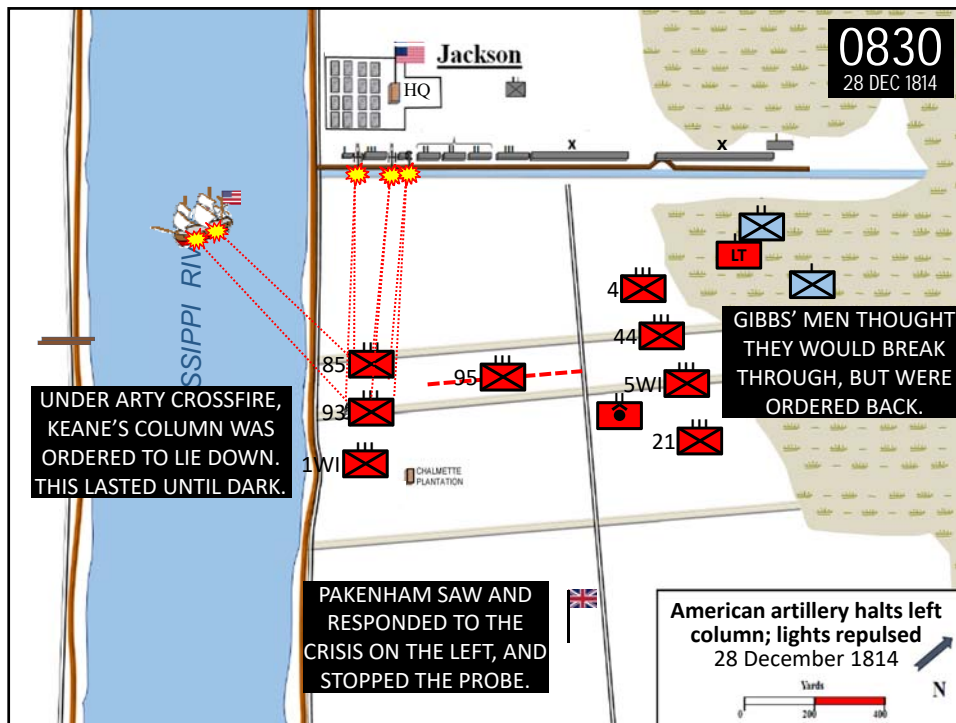 0830
28 DEC 1814
Jackson
HQ
x
x
SSIPPI RIV
LT
4
44
85
95
5WI
93
21
1WI
GIBBS’ MEN THOUGHT
THEY WOULD BREAK
THROUGH, BUT WERE
ORDERED BACK.
UNDER ARTY CROSSFIRE,
KEANE’S COLUMN WAS
ORDERED TO LIE DOWN.
THIS LASTED UNTIL DARK.
CHALMETTE
PLANTATION
PAKENHAM SAW AND
RESPONDED TO THE
CRISIS ON THE LEFT, AND
STOPPED THE PROBE.
American artillery halts left
column; lights repulsed
28 December 1814
N
Yards
0 200 400